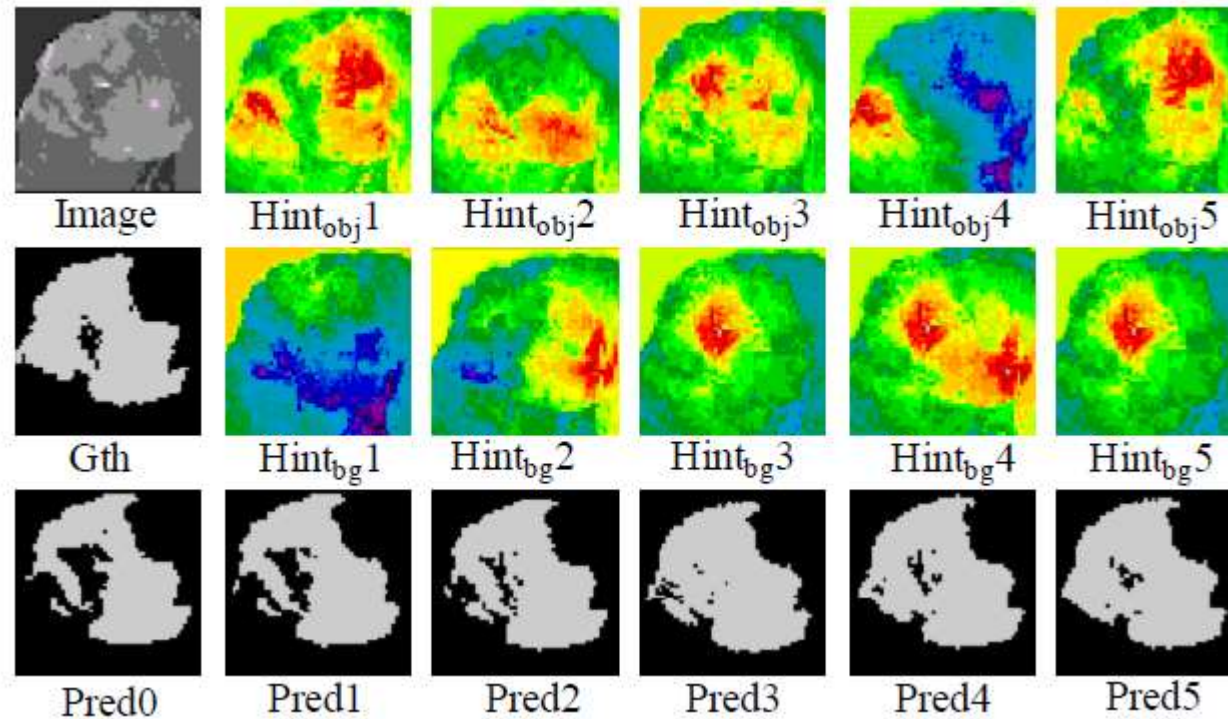 Image Hint_obj1 Hint_obj2 Hint_obj3 Hint_obj4 Hint_obj5
Gth Hint_bg1 Hint_bg2 Hint_bg3 Hint_bg4 Hint_bg5
Pred0 Pred1 Pred2 Pred3 Pred4 Pred5